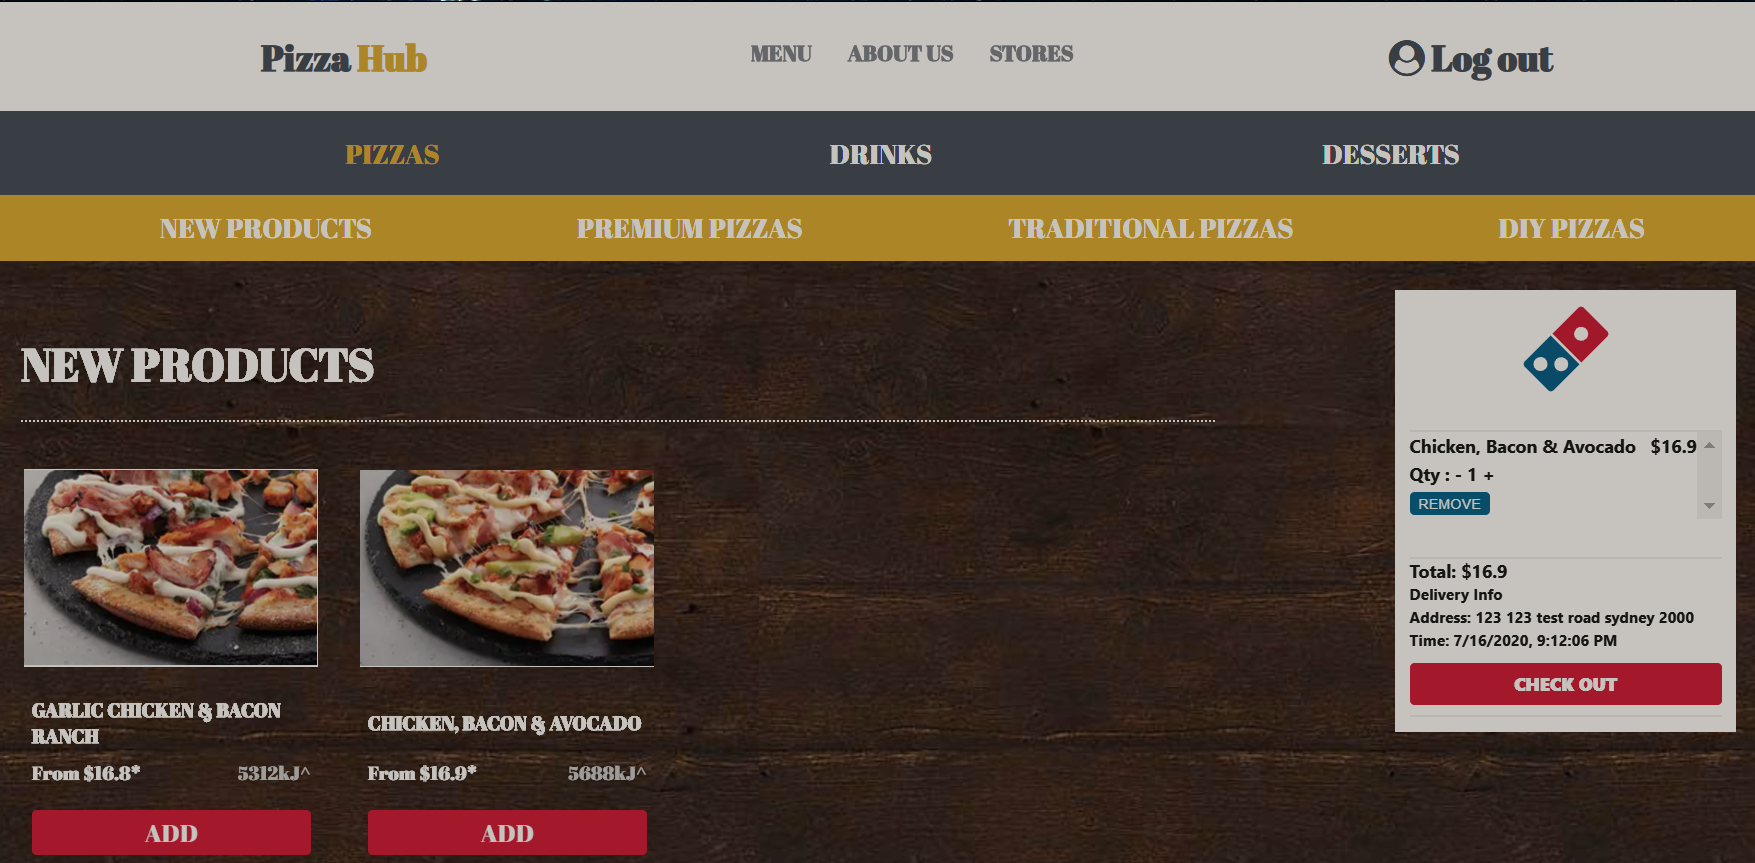 Pizza Hub
MENU ABOUT US STORES
Log out
PIZZAS DRINKS DESSERTS
NEW PRODUCTS PREMIUM PIZZAS TRADITIONAL PIZZAS DIY PIZZAS
NEW PRODUCTS
GARLIC CHICKEN & BACON
RANCH
From $16.8* 5312kJ^
ADD
CHICKEN, BACON & AVOCADO
From $16.9* 5688kJ^
ADD
Chicken, Bacon & Avocado $16.9
Qty : - 1 +
REMOVE
Total: $16.9
Delivery Info
Address: 123 123 test road sydney 2000
Time: 7/16/2020, 9:12:06 PM
CHECK OUT